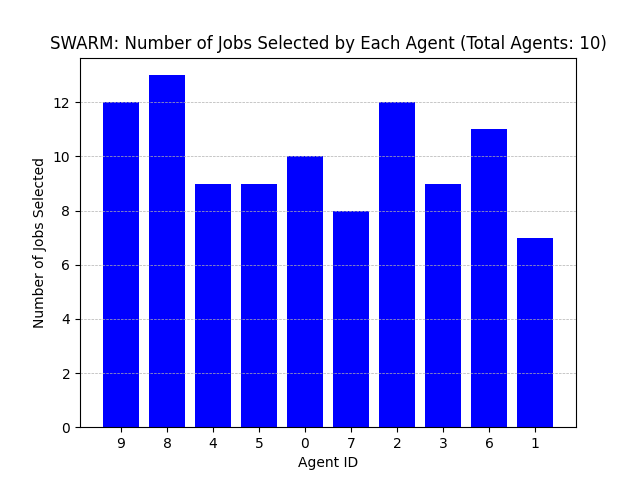 SWARM: Number of Jobs Selected by Each Agent (Total Agents: 10)
12
10
8
6
4
2
0
Number of Jobs Selected
9 8 4 5 0 7 2 3 6 1
Agent ID